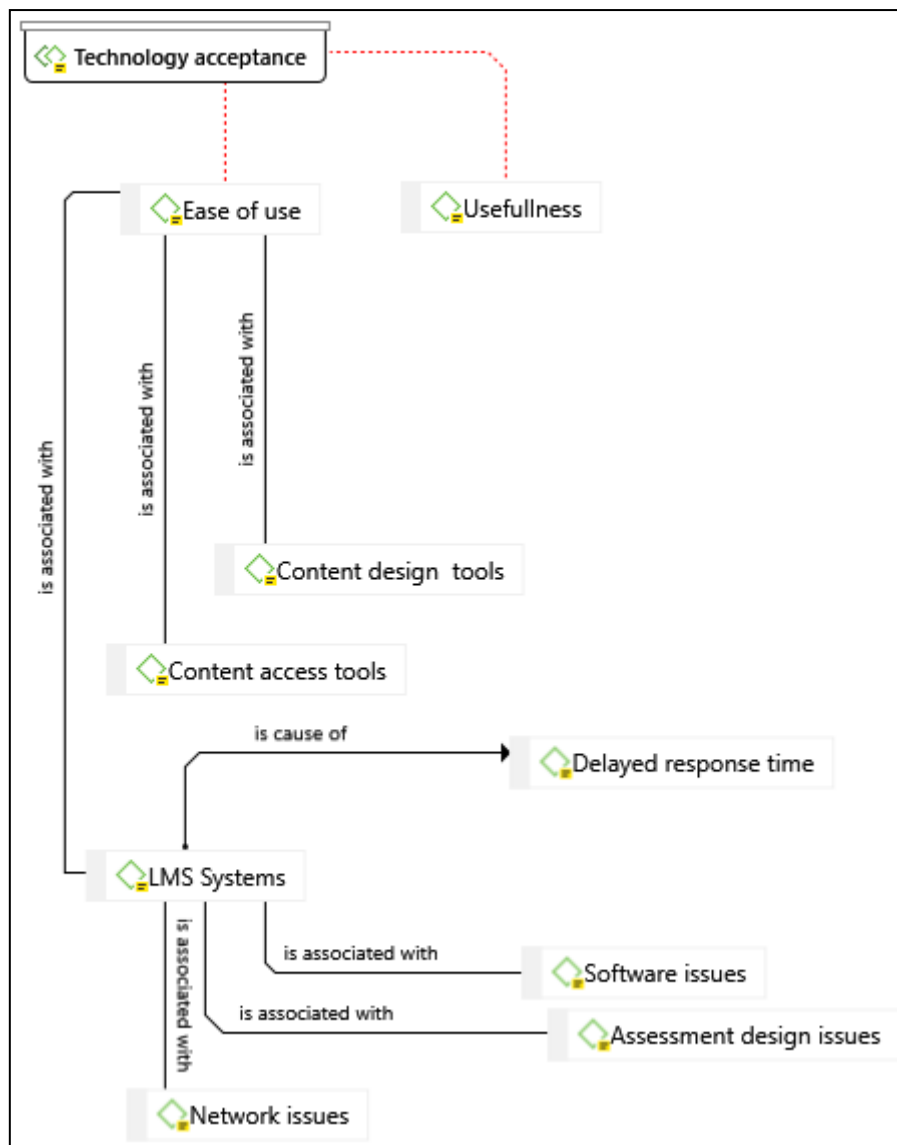 Technology acceptance
Ease of use
Usefullness
is associated with
is associated with
is associated with
Content design  tools
Content access tools
is cause of
Delayed response time
LMS Systems
is associated with
is associated with
Software issues
is associated with
Assessment design issues
Network issues